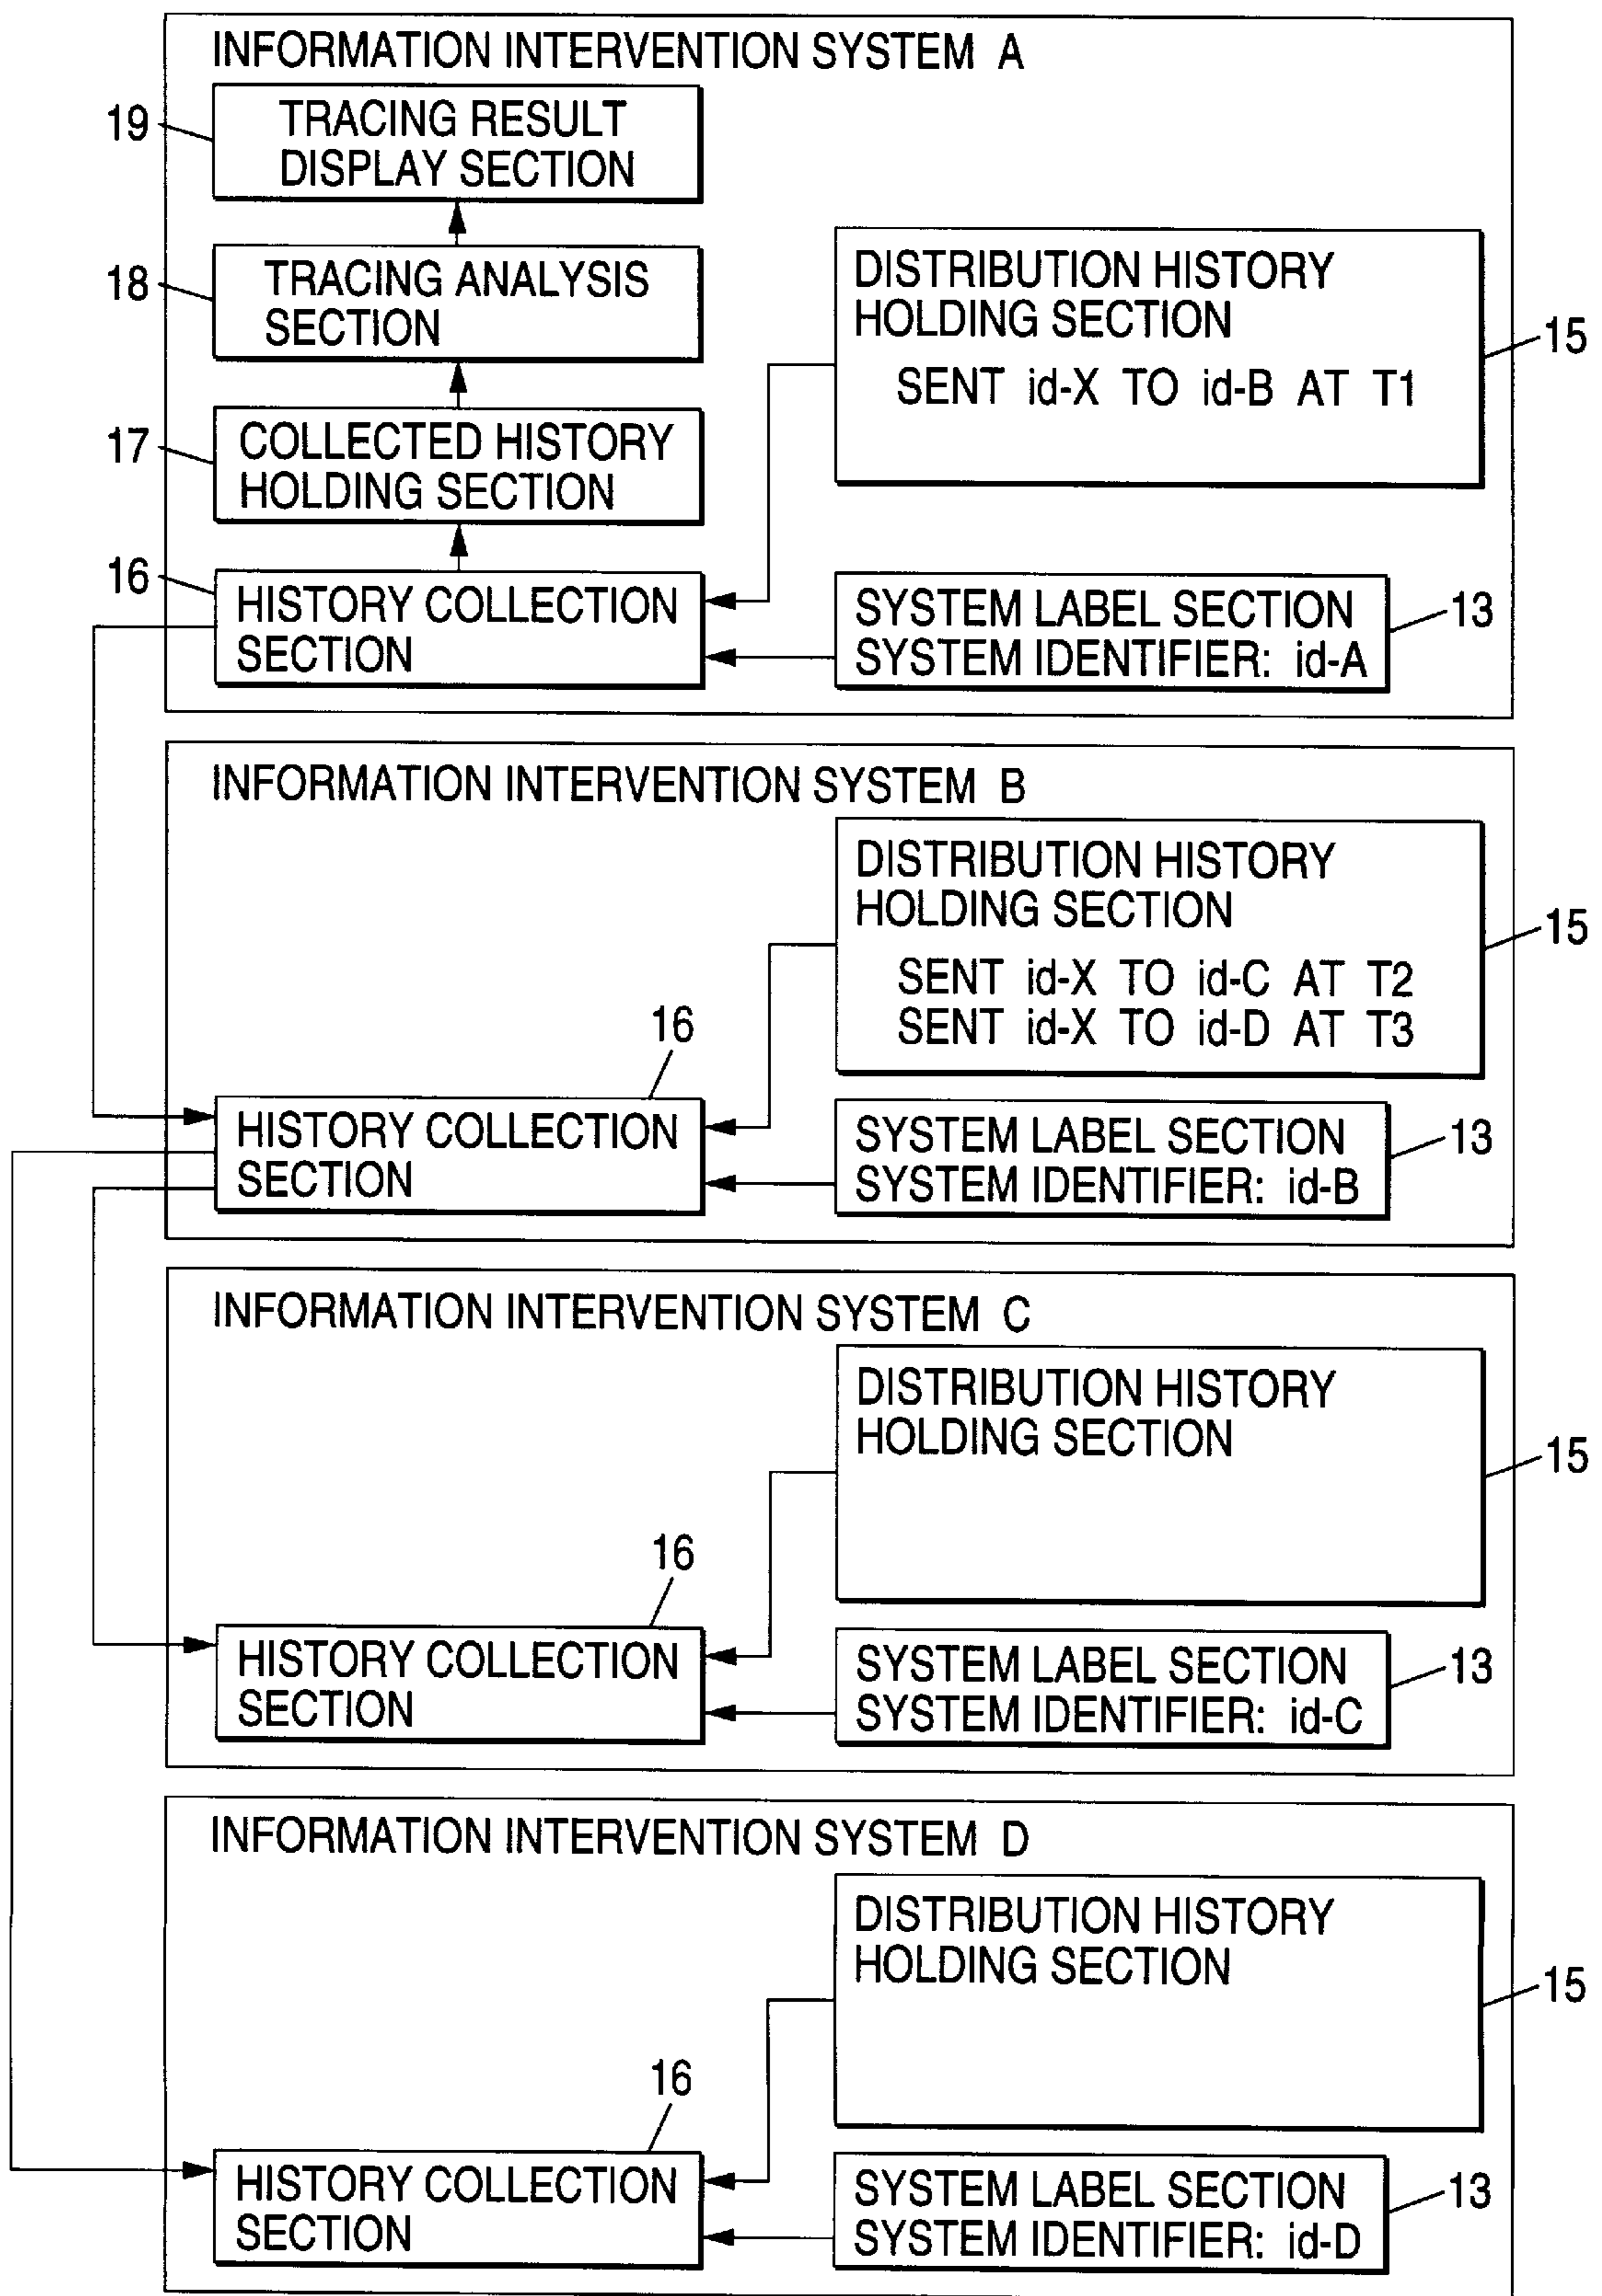 INFORMATION INTERVENTION SYSTEM A
19
TRACING RESULT
DISPLAY SECTION
18
TRACING ANALYSIS
SECTION
DISTRIBUTION HISTORY
HOLDING SECTION
SENT id-X TO id-B AT T1
15
17
COLLECTED HISTORY
HOLDING SECTION
16
HISTORY COLLECTION
SECTION
SYSTEM LABEL SECTION
SYSTEM IDENTIFIER: id-A
13
INFORMATION INTERVENTION SYSTEM B
DISTRIBUTION HISTORY
HOLDING SECTION
SENT id-X TO id-C AT T2
SENT id-X TO id-D AT T3
15
16
HISTORY COLLECTION
SECTION
SYSTEM LABEL SECTION
SYSTEM IDENTIFIER: id-B
13
INFORMATION INTERVENTION SYSTEM C
DISTRIBUTION HISTORY
HOLDING SECTION
15
16
HISTORY COLLECTION
SECTION
SYSTEM LABEL SECTION
SYSTEM IDENTIFIER: id-C
13
INFORMATION INTERVENTION SYSTEM D
DISTRIBUTION HISTORY
HOLDING SECTION
15
16
HISTORY COLLECTION
SECTION
SYSTEM LABEL SECTION
SYSTEM IDENTIFIER: id-D
13